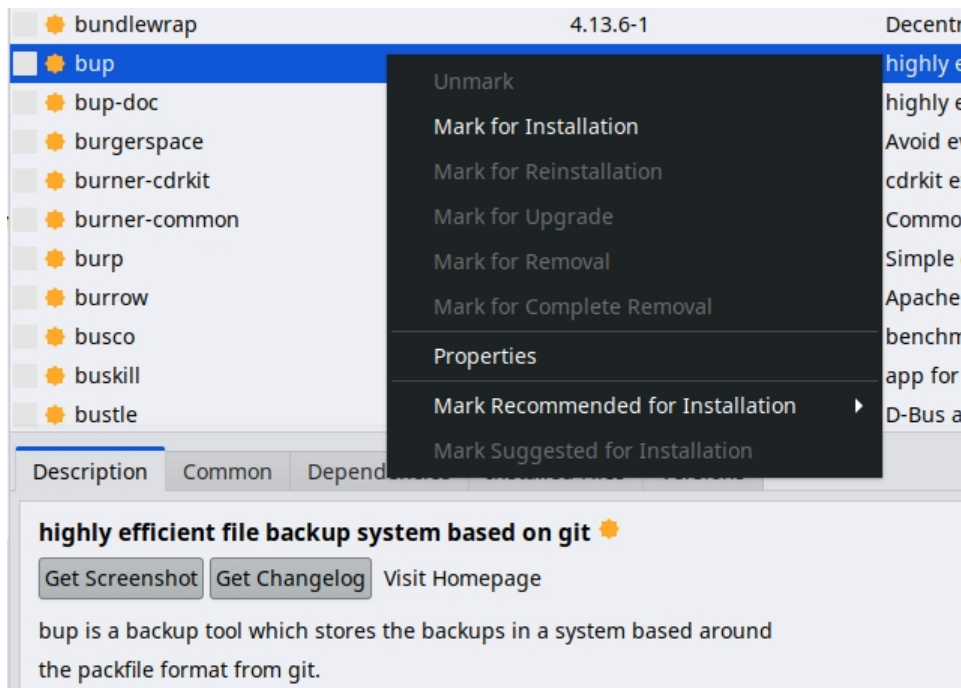 bundlewrap 4.13.6-1 Decentr
bup highly e
Unmark
bup-doc highly e
Mark for Installation
burgerspace Avoid e
Mark for Reinstallation
burner-cdrkit cdrkit e
Mark for Upgrade
burner-common Commo
burp Simple
Mark for Removal
burrow Apache
Mark for Complete Removal
busco benchm
Properties
buskill app for
Mark Recommended for Installation
bustle D-Bus a
Mark Suggested for Installation
Description Common Dependencies
highly efficient file backup system based on git
Get Screenshot Get Changelog Visit Homepage
bup is a backup tool which stores the backups in a system based around
the packfile format from git.